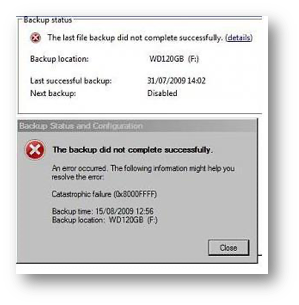 Backup status
The last file backup did not complete successfully. (details)
Backup location: WD120GB (F:)
Last successful backup: 31/07/2009 14:02
Next backup: Disabled
Backup Status and Configuration
The backup did not complete successfully.
An error occurred. The following information might help you
resolve the error:
Catastrophic failure (0x8000FFFF)
Backup time: 15/08/2009 12:56
Backup location: WD120GB (F:)
Close